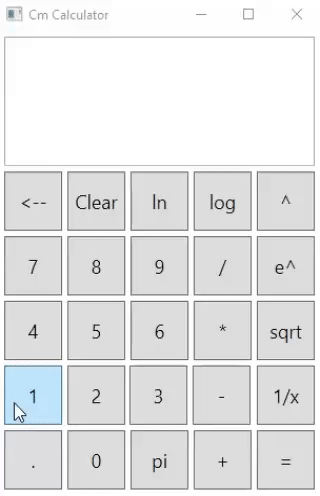 Cm Calculator
<-- Clear ln log ^
7 8 9 / e^
4 5 6 * sqrt
1 2 3 - 1/x
. 0 pi + =